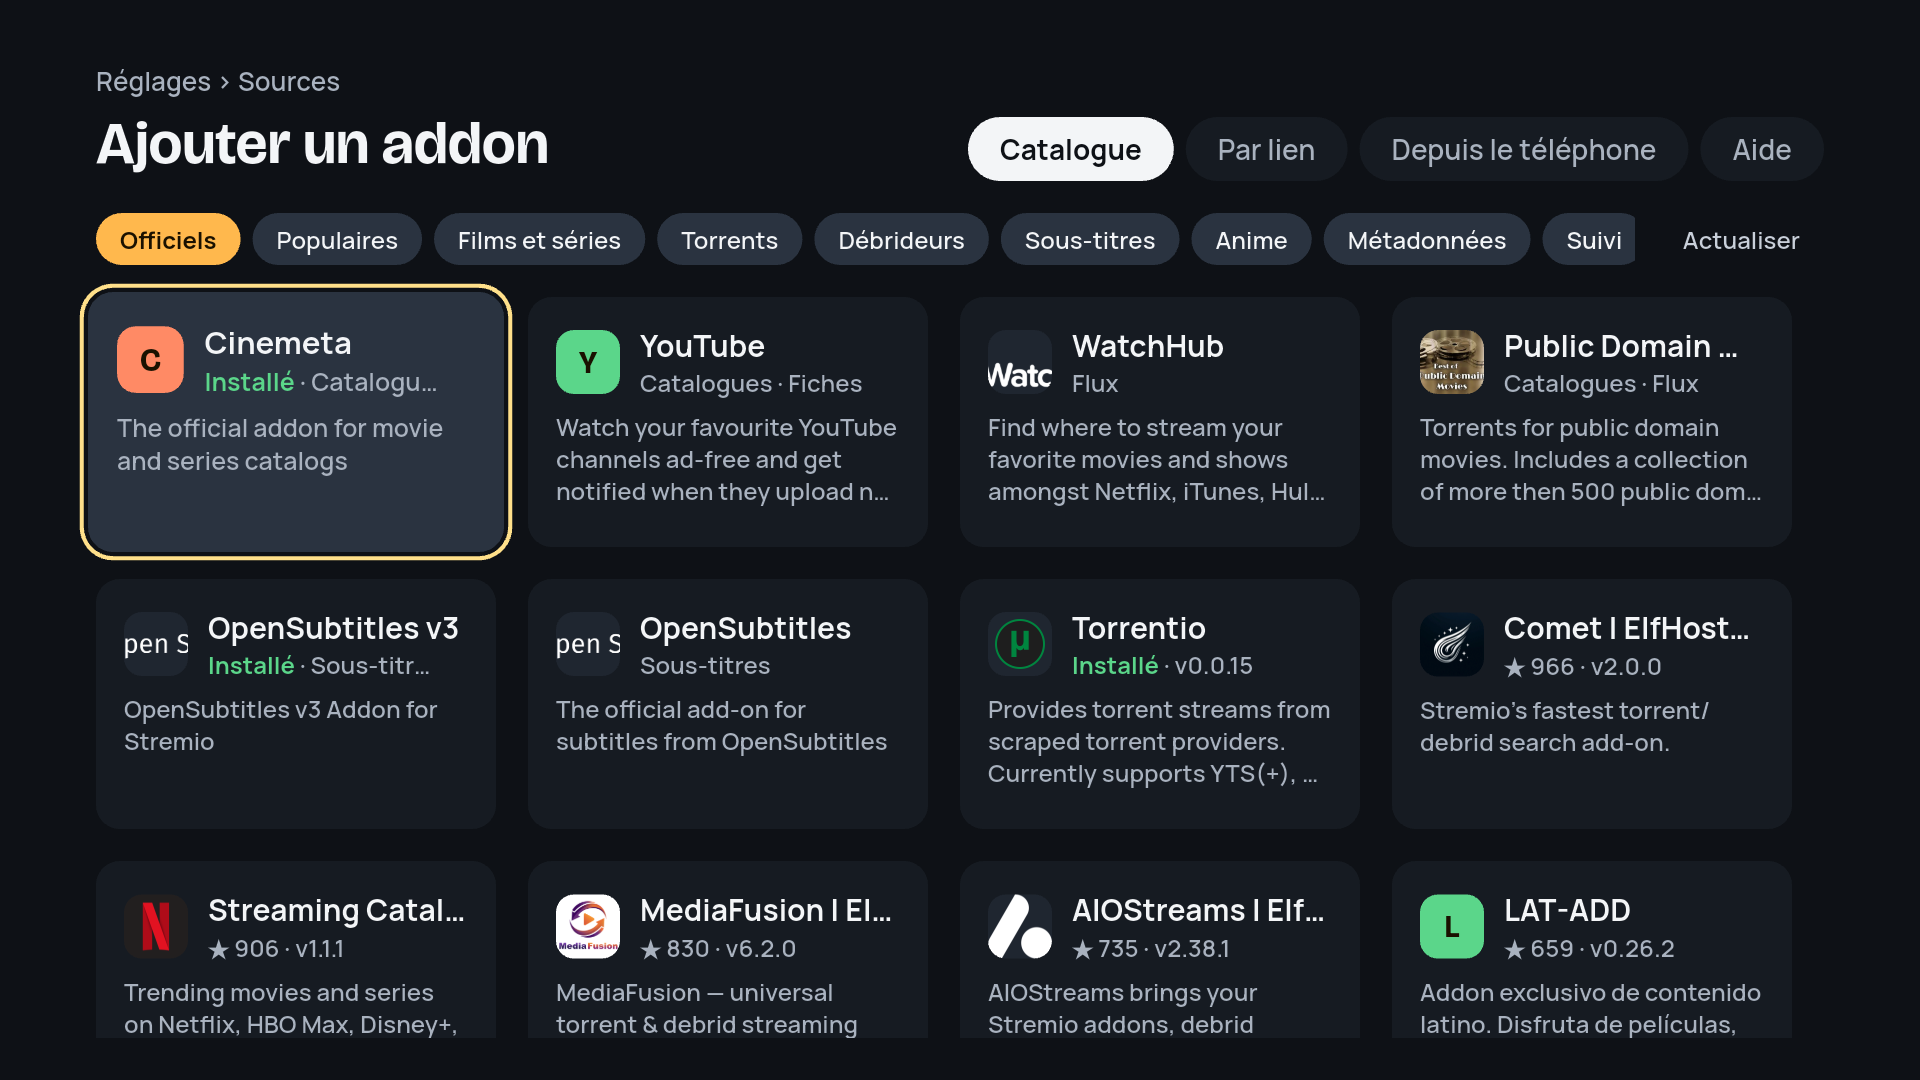 Réglages › Sources
Ajouter un addon
Catalogue
Par lien
Depuis le téléphone
Aide
Officiels
Populaires
Films et séries
Torrents
Débrideurs
Sous-titres
Anime
Métadonnées
Suivi
Actualiser
C
Cinemeta
Installé · Catalogu...
The official addon for movie
and series catalogs
Y
YouTube
Catalogues · Fiches
Watch your favourite YouTube
channels ad-free and get
notified when they upload n...
Watc
WatchHub
Flux
Find where to stream your
favorite movies and shows
amongst Netflix, iTunes, Hul...
Best of
ublic Domain
Movies
Public Domain ...
Catalogues · Flux
Torrents for public domain
movies. Includes a collection
of more then 500 public dom...
pen S
OpenSubtitles v3
Installé · Sous-titr...
OpenSubtitles v3 Addon for
Stremio
pen S
OpenSubtitles
Sous-titres
The official add-on for
subtitles from OpenSubtitles
µ
Torrentio
Installé · v0.0.15
Provides torrent streams from
scraped torrent providers.
Currently supports YTS(+), ...
Comet | ElfHost...
★ 966 · v2.0.0
Stremio's fastest torrent/
debrid search add-on.
N
Streaming Catal...
★ 906 · v1.1.1
Trending movies and series
on Netflix, HBO Max, Disney+,
MediaFusion
MediaFusion | El...
★ 830 · v6.2.0
MediaFusion — universal
torrent & debrid streaming
AIOStreams | Elf...
★ 735 · v2.38.1
AIOStreams brings your
Stremio addons, debrid
L
LAT-ADD
★ 659 · v0.26.2
Addon exclusivo de contenido
latino. Disfruta de películas,